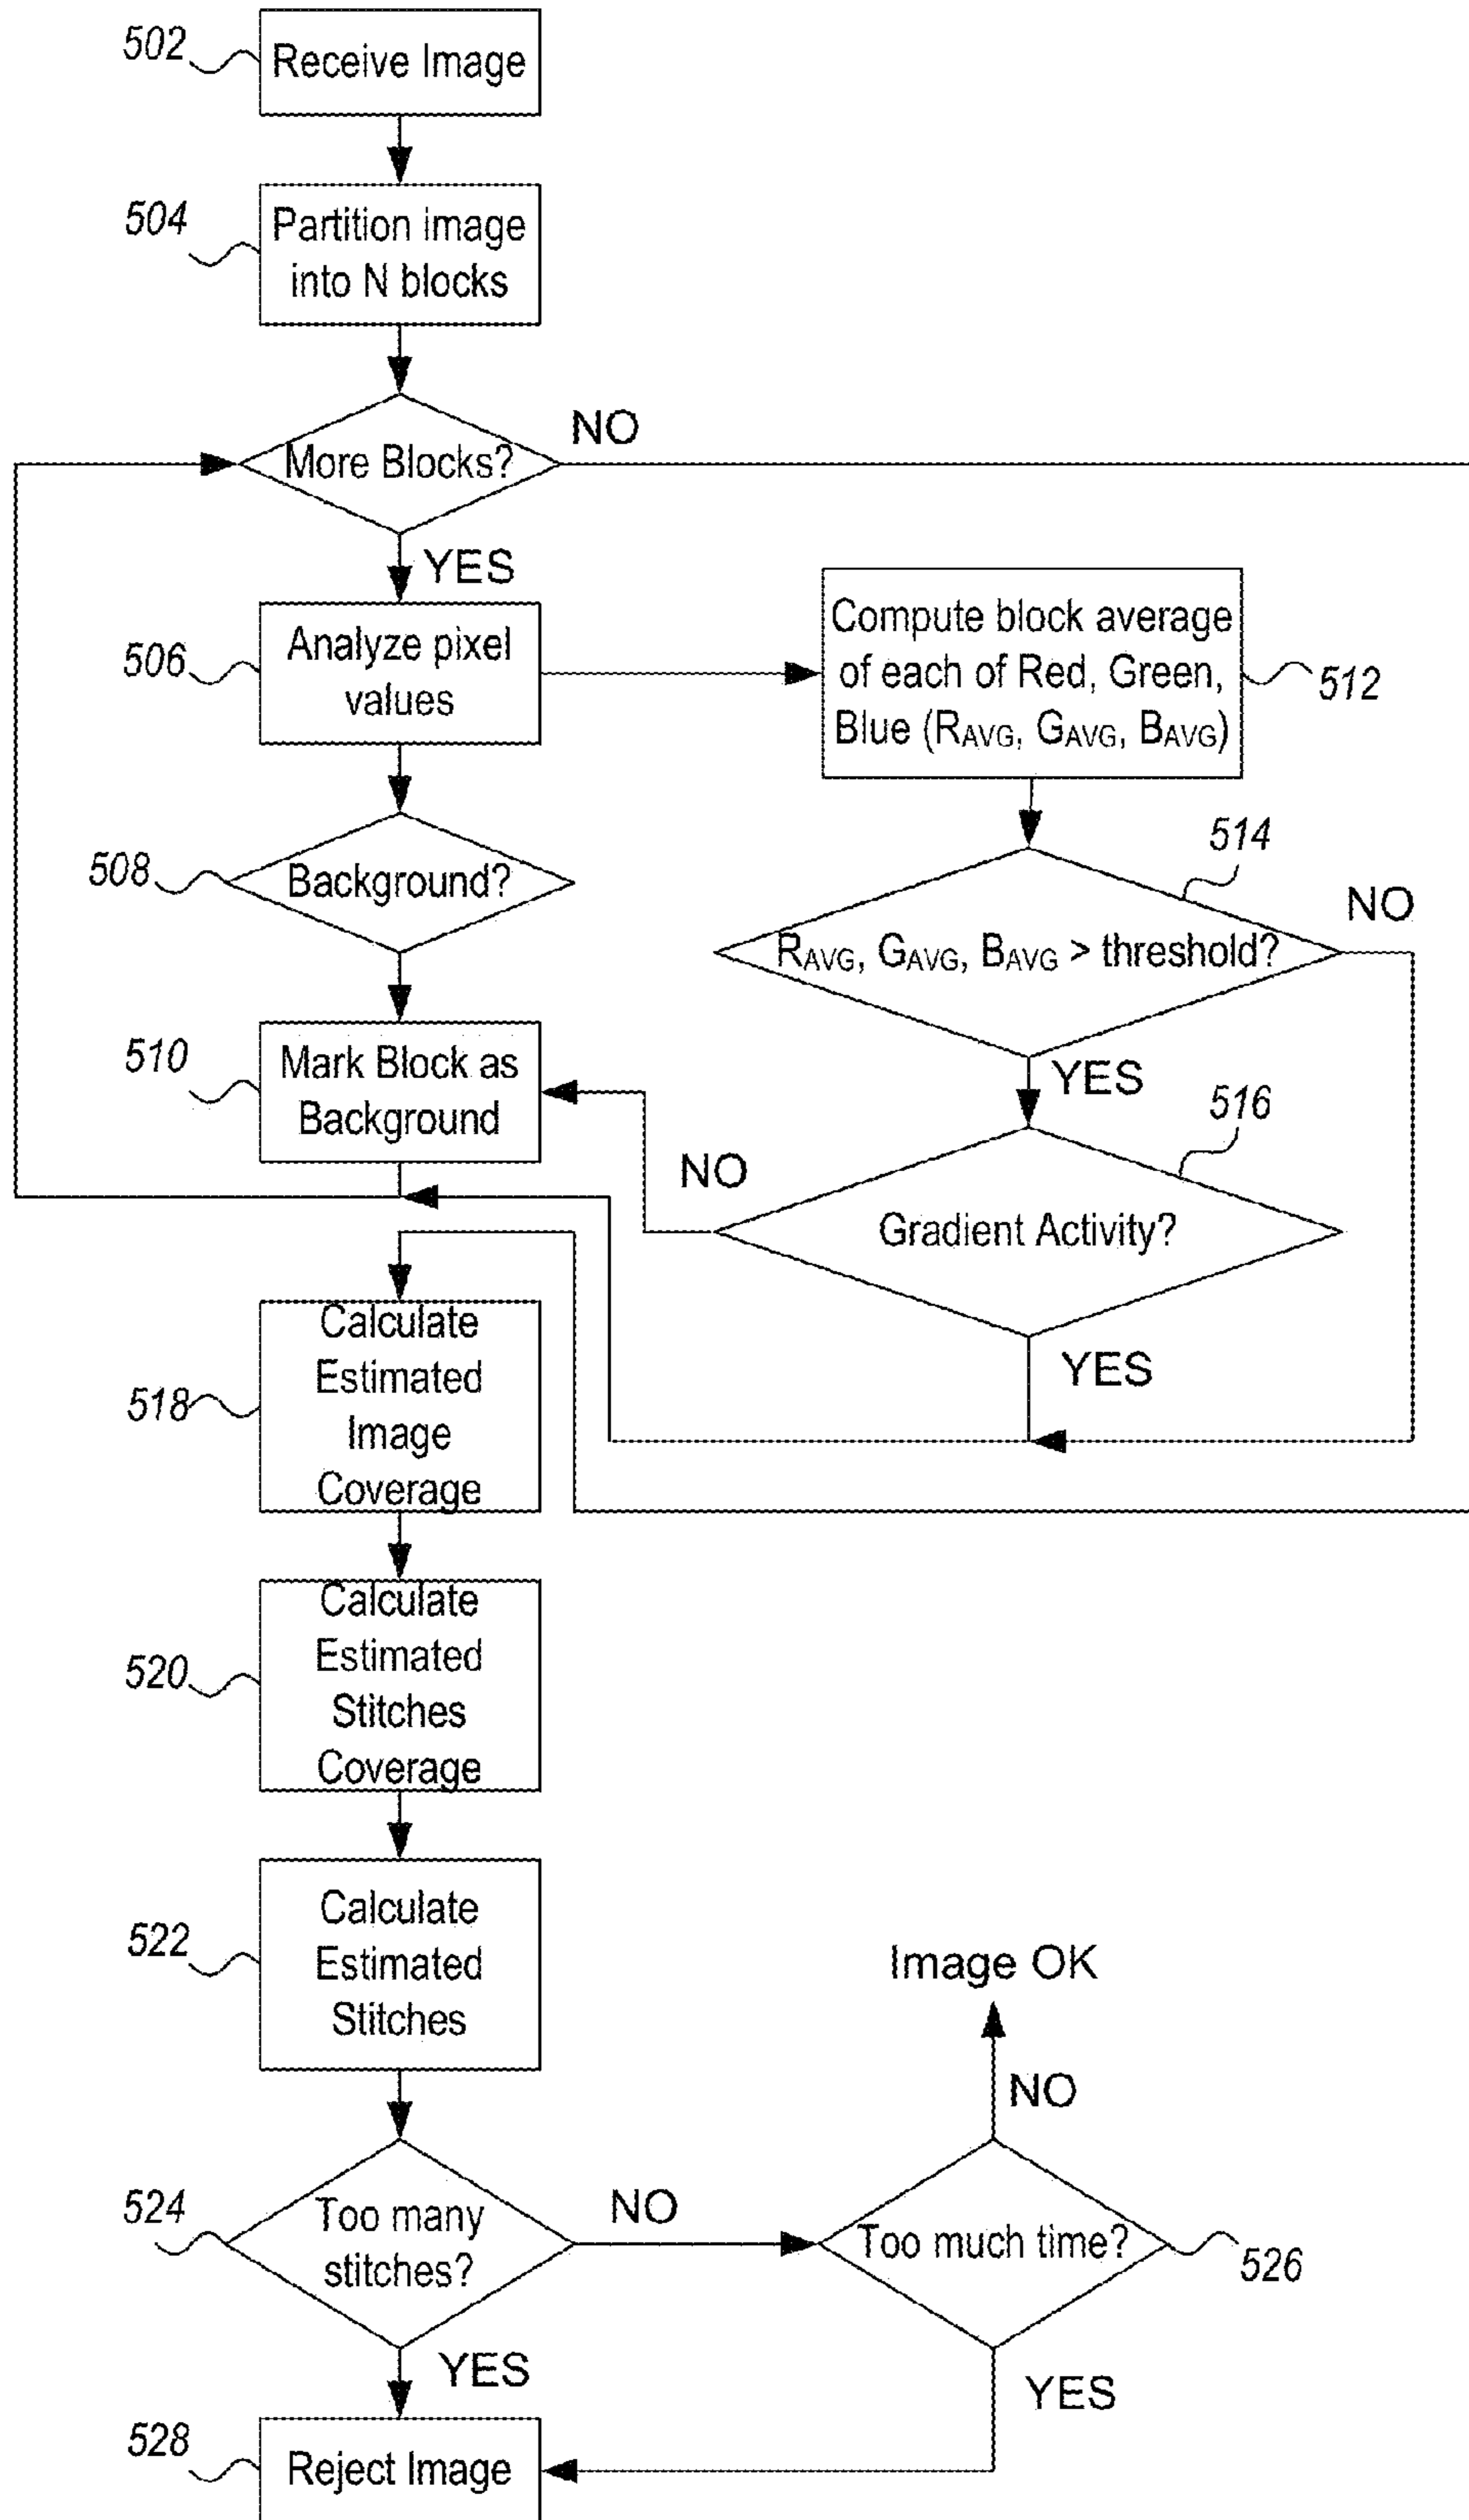 502
Receive Image
504
Partition image
into N blocks
More Blocks?
NO
YES
506
Analyze pixel
values
Compute block average
of each of Red, Green,
Blue (RAVG, GAVG, BAVG)
512
508
Background?
514
RAVG, GAVG, BAVG > threshold?
NO
YES
510
Mark Block as
Background
516
Gradient Activity?
NO
YES
518
Calculate
Estimated
Image
Coverage
520
Calculate
Estimated
Stitches
Coverage
522
Calculate
Estimated
Stitches
524
Too many
stitches?
NO
YES
Too much time?
526
NO
Image OK
YES
528
Reject Image